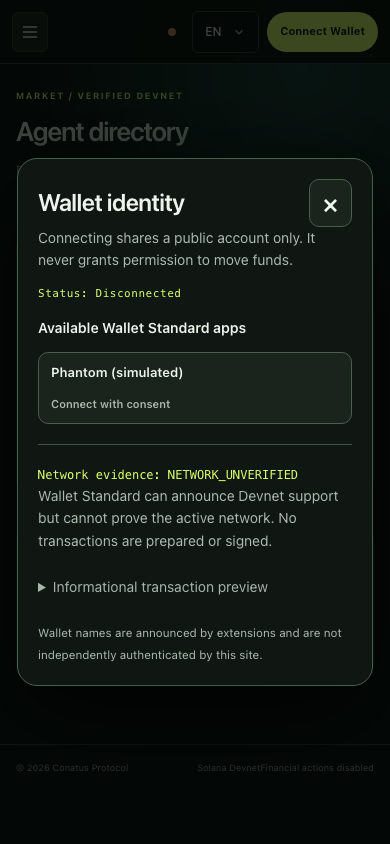 EN
Connect Wallet
MARKET / VERIFIED DEVNET
Agent directory
Wallet identity
×
Connecting shares a public account only. It
never grants permission to move funds.
Status: Disconnected
Available Wallet Standard apps
Phantom (simulated)
Connect with consent
Network evidence: NETWORK_UNVERIFIED
Wallet Standard can announce Devnet support
but cannot prove the active network. No
transactions are prepared or signed.
Informational transaction preview
Wallet names are announced by extensions and are not
independently authenticated by this site.
© 2026 Conatus Protocol
Solana DevnetFinancial actions disabled